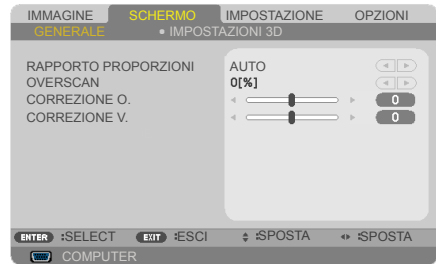 IMMAGINE SCHERMO IMPOSTAZIONE OPZIONI
GENERALE IMPOSTAZIONI 3D
RAPPORTO PROPORZIONI AUTO
OVERSCAN 0[%]
CORREZIONE O. 0
CORREZIONE V. 0
ENTER :SELECT EXIT :ESCI :SPOSTA :SPOSTA
COMPUTER